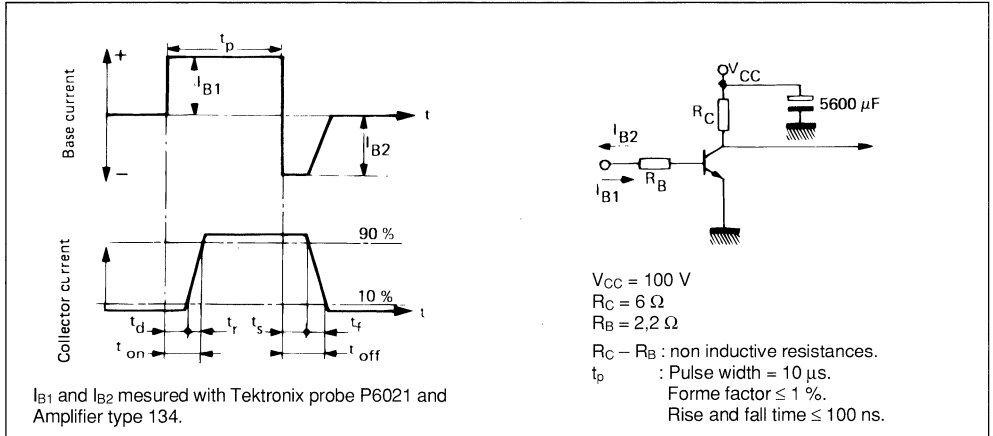 Base current
+
−
t_p
I_B1
I_B2
t
Collector current
90 %
10 %
t
t_d
t_r
t_s
t_f
t_on
t_off
I_B1 and I_B2 mesured with Tektronix probe P6021 and
Amplifier type 134.
V_CC
R_C
5600 μF
I_B2
I_B1
R_B
V_CC = 100 V
R_C = 6 Ω
R_B = 2,2 Ω
R_C – R_B : non inductive resistances.
t_p : Pulse width = 10 μs.
Forme factor ≤ 1 %.
Rise and fall time ≤ 100 ns.